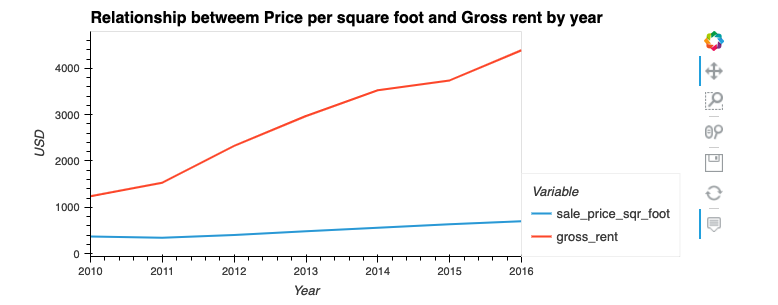 Relationship betweem Price per square foot and Gross rent by year
4000
3000
2000
1000
0
USD
2010 2011 2012 2013 2014 2015 2016
Year
Variable
sale_price_sqr_foot
gross_rent